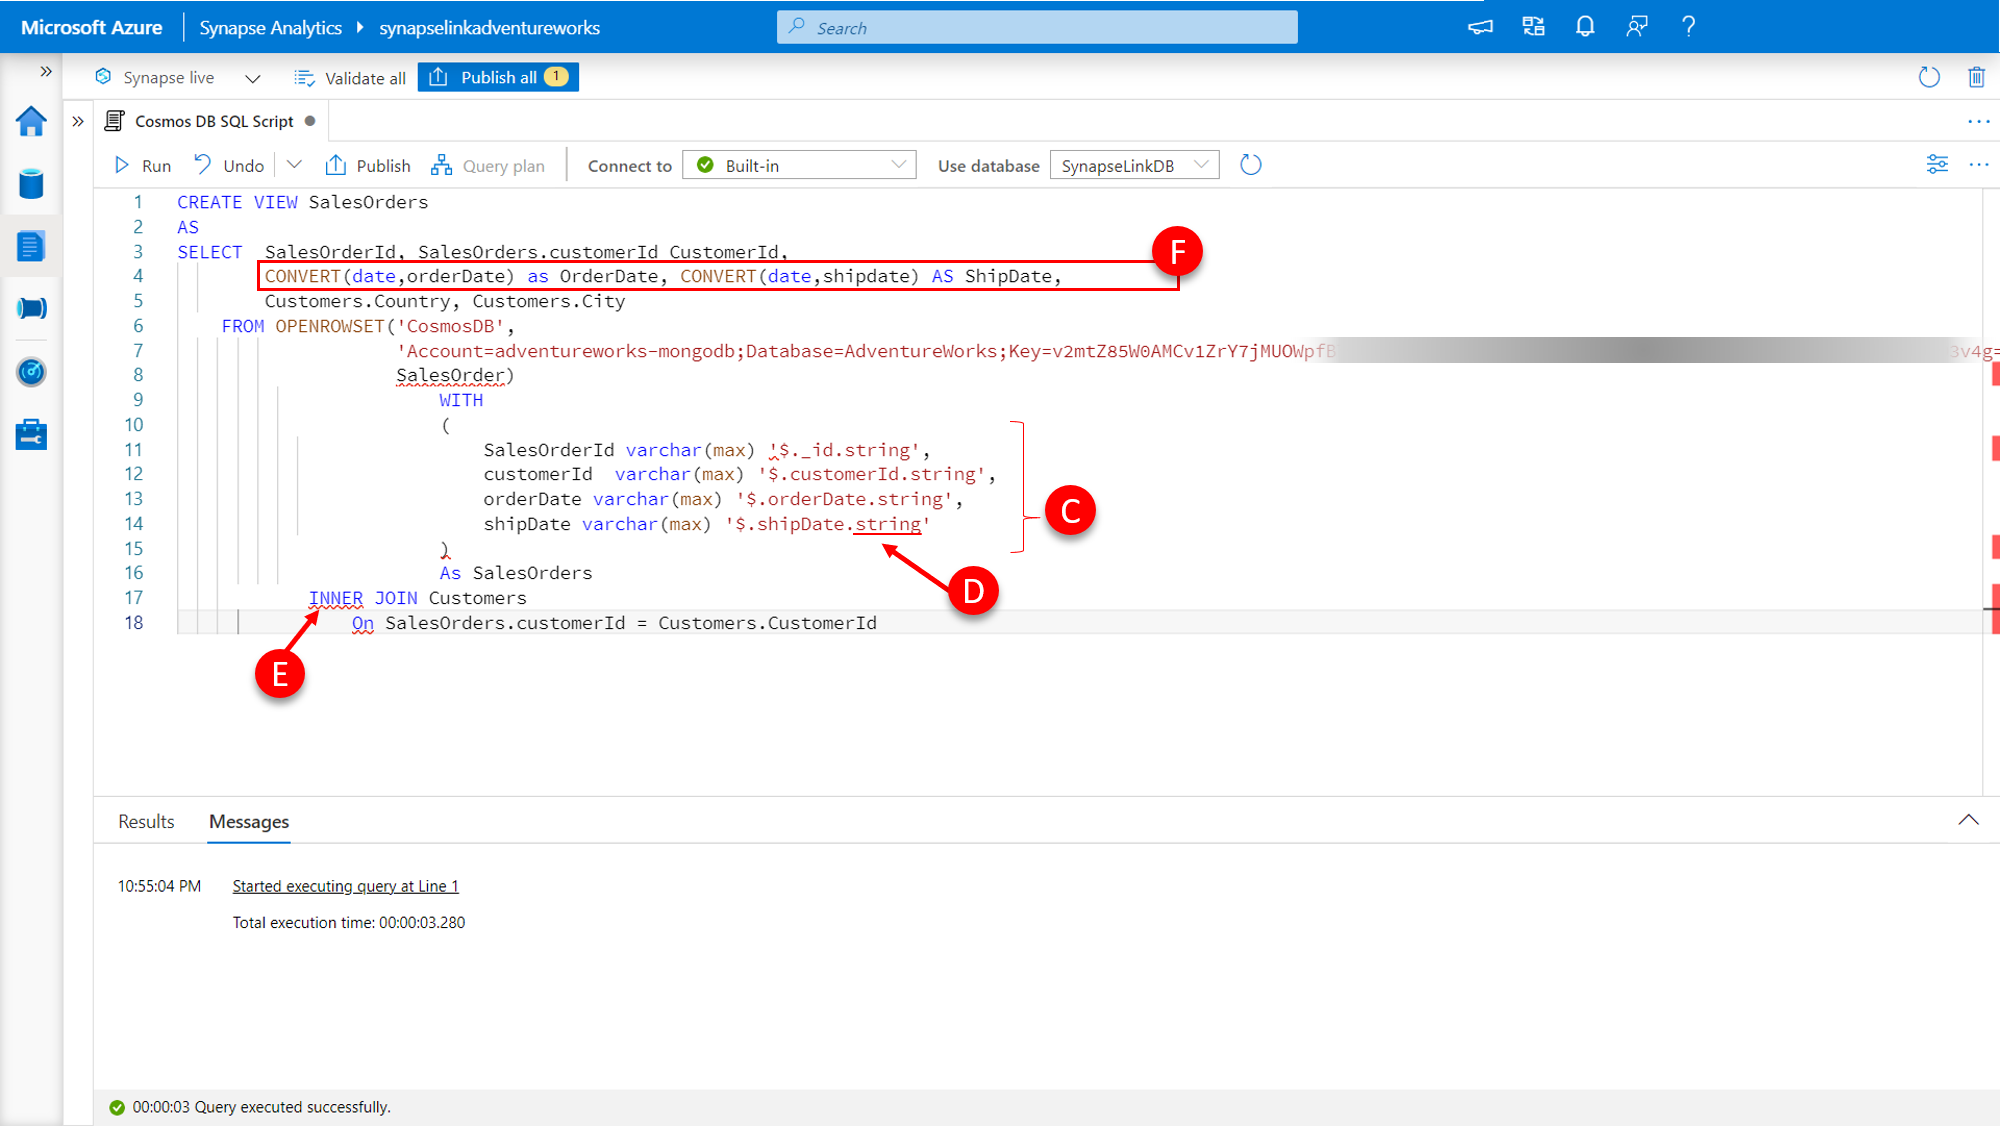 Microsoft Azure Synapse Analytics synapselinkadventureworks Search ?
Synapse live Validate all Publish all 1
Cosmos DB SQL Script
Run Undo Publish Query plan Connect to Built-in Use database SynapseLinkDB
1 CREATE VIEW SalesOrders
2 AS
3 SELECT SalesOrderId, SalesOrders.customerId CustomerId,
F
4 CONVERT(date,orderDate) as OrderDate, CONVERT(date,shipdate) AS ShipDate,
5 Customers.Country, Customers.City
6 FROM OPENROWSET('CosmosDB',
7 'Account=adventureworks-mongodb;Database=AdventureWorks;Key=
8 SalesOrder)
9 WITH
10 (
11 SalesOrderId varchar(max) '$._id.string',
12 customerId varchar(max) '$.customerId.string',
13 orderDate varchar(max) '$.orderDate.string',
C
14 shipDate varchar(max) '$.shipDate.string'
15 )
16 As SalesOrders
D
17 INNER JOIN Customers
18 On SalesOrders.customerId = Customers.CustomerId
E
Results Messages
10:55:04 PM Started executing query at Line 1
Total execution time: 00:00:03.280
00:00:03 Query executed successfully.